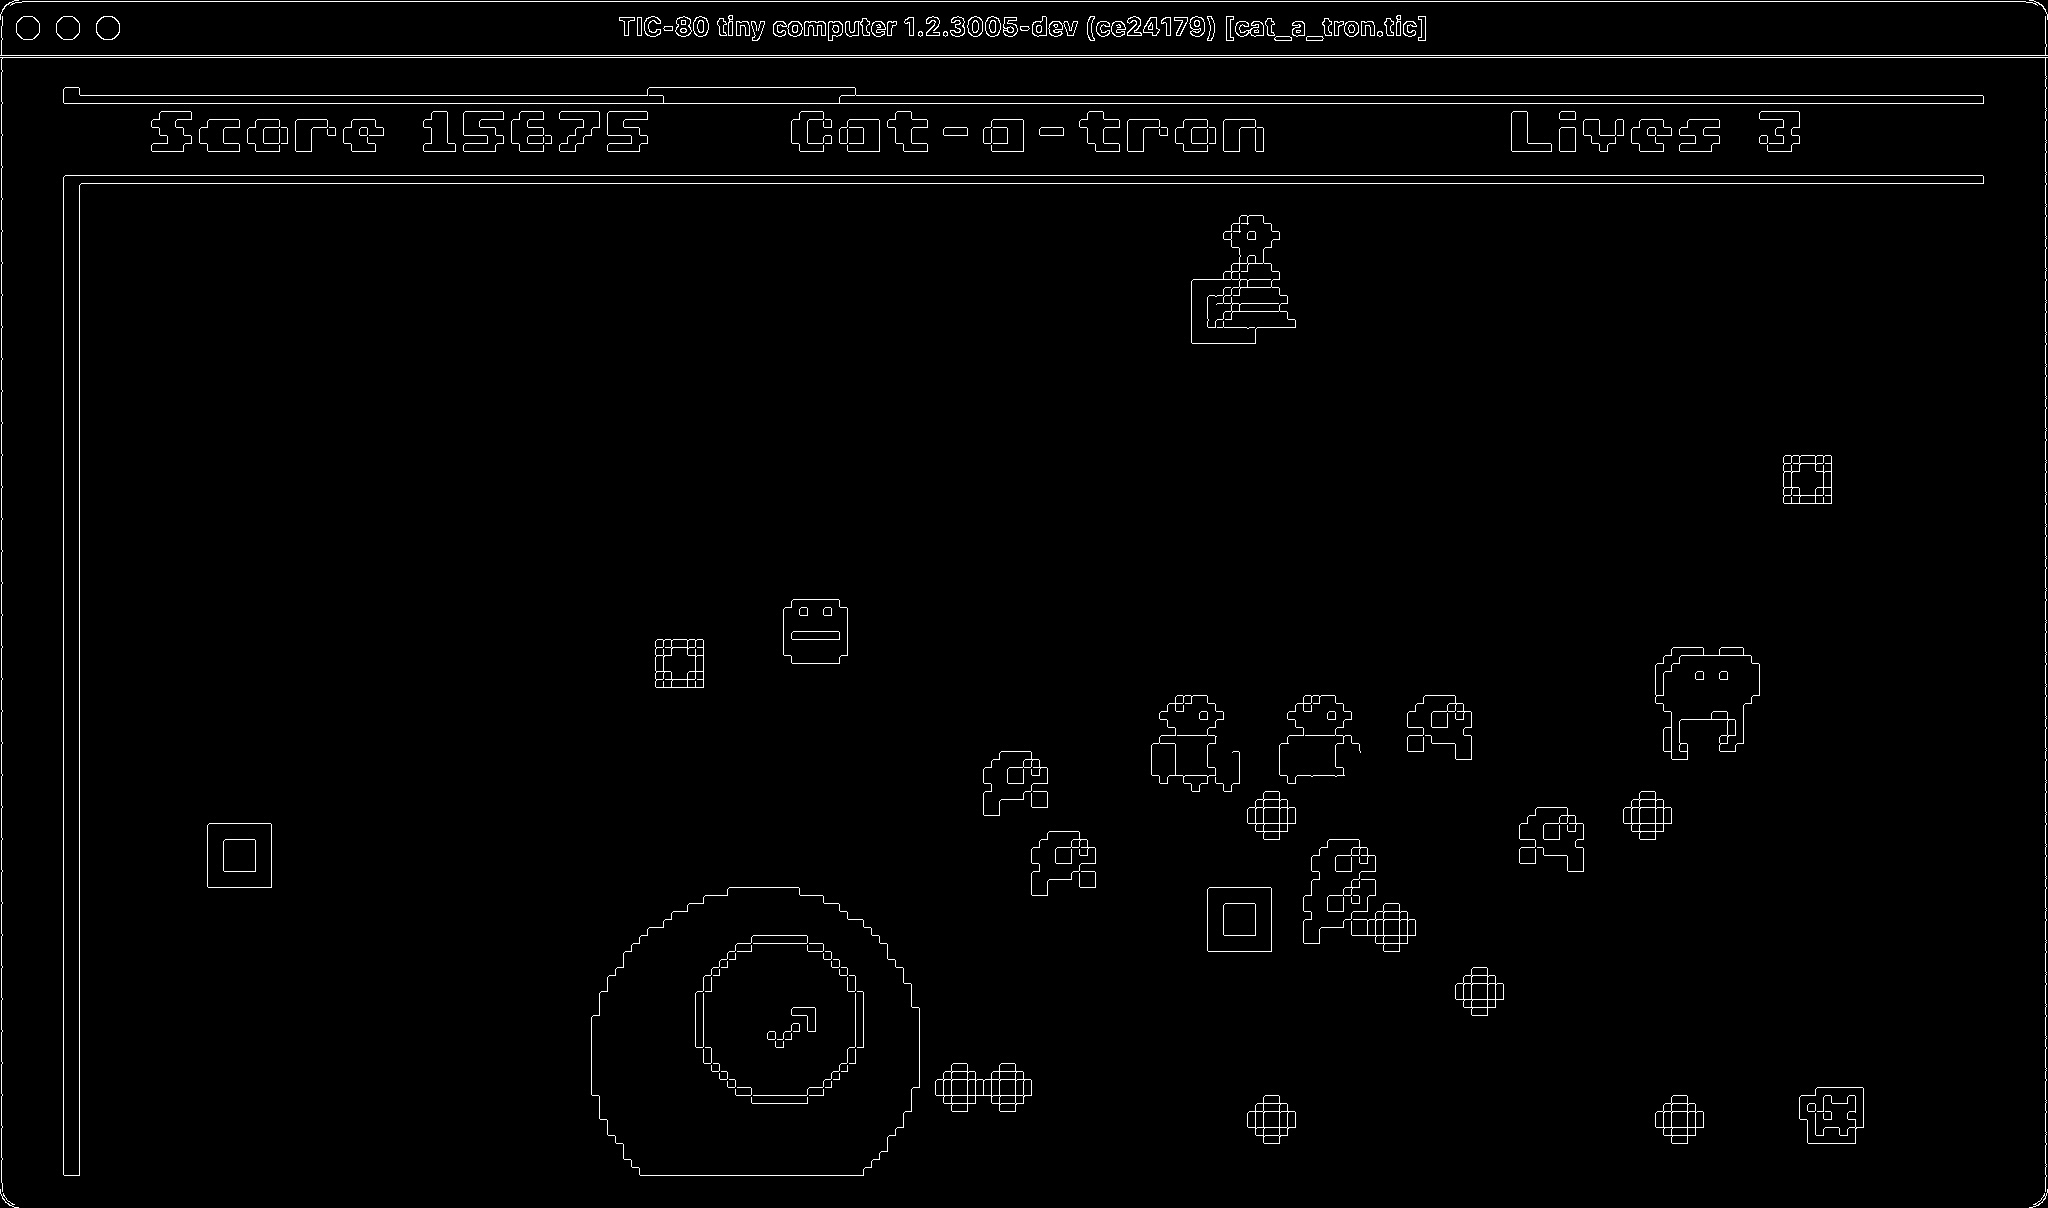 TIC-80 tiny computer 1.2.3005-dev (ce24179) [cat_a_tron.tic]
Score 15675 Cat-a-tron Lives 3